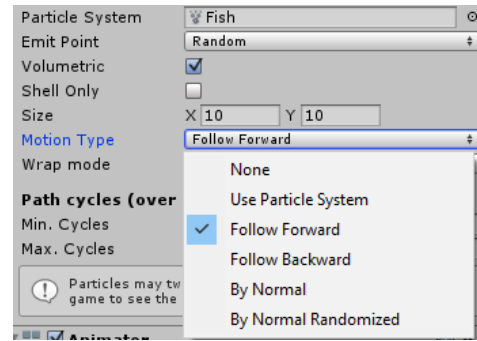 Particle System Fish
Emit Point Random
Volumetric
Shell Only
Size X 10 Y 10
Motion Type Follow Forward
Wrap mode
None
Path cycles (over
Use Particle System
Min. Cycles
Follow Forward
Max. Cycles
Follow Backward
Particles may tw
By Normal
game to see the
By Normal Randomized
Animator